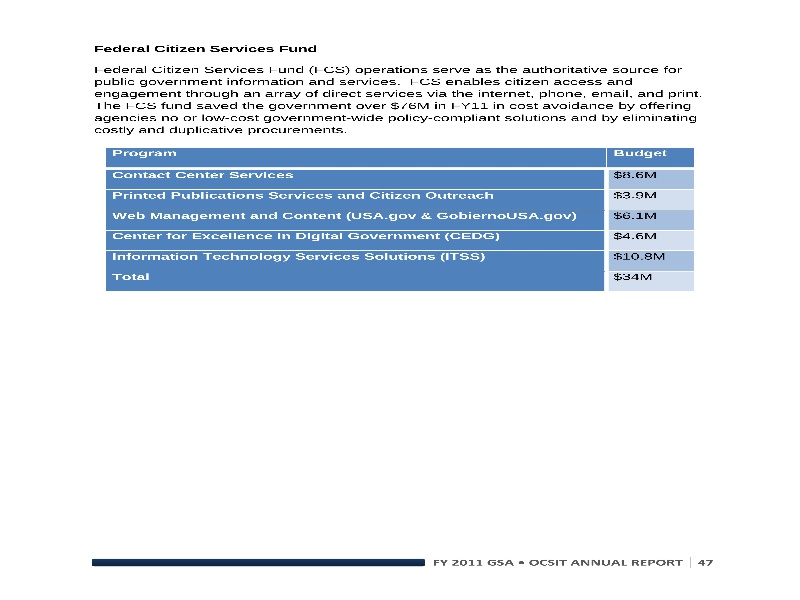 Federal Citizen Services Fund
Federal Citizen Services Fund (FCS) operations serve as the authoritative source for
public government information and services.  FCS enables citizen access and
engagement through an array of direct services via the internet, phone, email, and print.
The FCS fund saved the government over $76M in FY11 in cost avoidance by offering
agencies no or low-cost government-wide policy-compliant solutions and by eliminating
costly and duplicative procurements.
Program Budget
Contact Center Services $8.6M
Printed Publications Services and Citizen Outreach $3.9M
Web Management and Content (USA.gov & GobiernoUSA.gov) $6.1M
Center for Excellence in Digital Government (CEDG) $4.6M
Information Technology Services Solutions (ITSS) $10.8M
Total $34M
FY 2011 GSA • OCSIT ANNUAL REPORT | 47